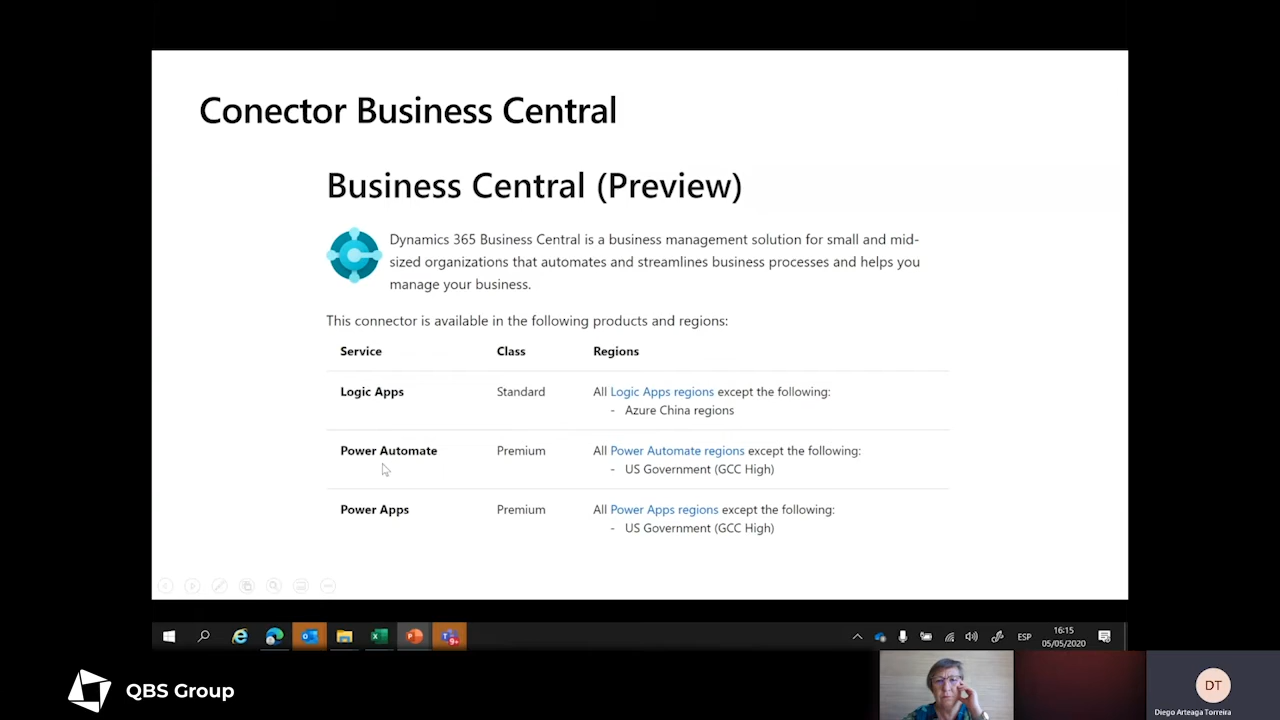 Conector Business Central
Business Central (Preview)
Dynamics 365 Business Central is a business management solution for small and mid-
sized organizations that automates and streamlines business processes and helps you
manage your business.
This connector is available in the following products and regions:
Service Class Regions
Logic Apps Standard All Logic Apps regions except the following:
- Azure China regions
Power Automate Premium All Power Automate regions except the following:
- US Government (GCC High)
Power Apps Premium All Power Apps regions except the following:
- US Government (GCC High)
ESP
16:15
05/05/2020
9+
QBS Group
DT
Diego Arteaga Torreira